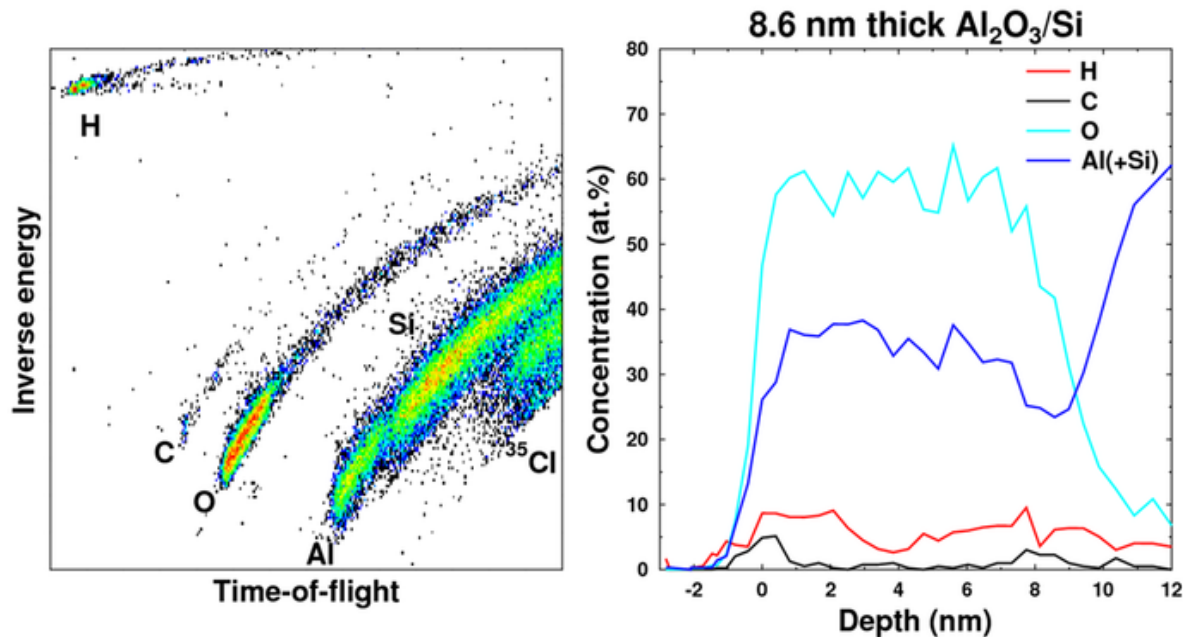 H
Si
C
O
Al
³⁵Cl
Inverse energy
Time-of-flight
8.6 nm thick Al₂O₃/Si
H
C
O
Al(+Si)
80
70
60
50
40
30
20
10
0
Concentration (at.%)
-2 0 2 4 6 8 10 12
Depth (nm)